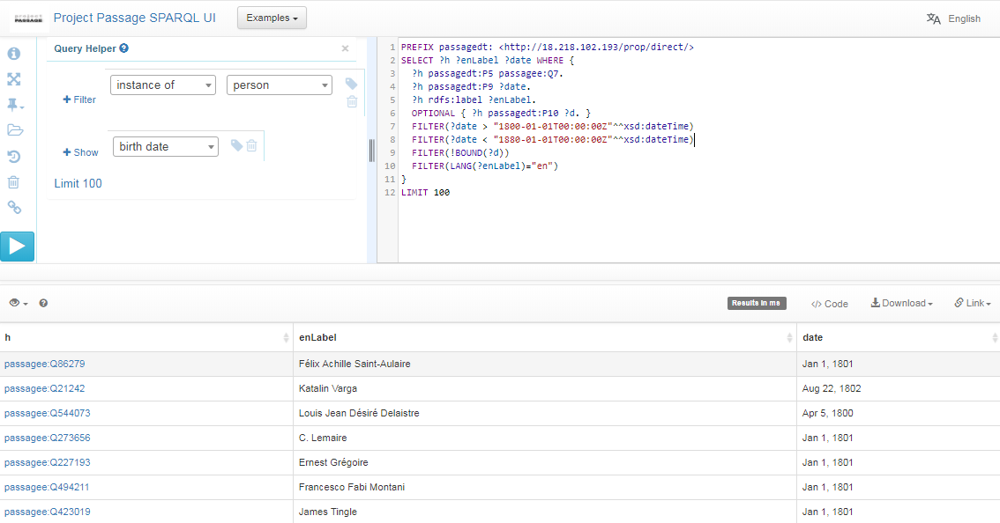 PROJECT PASSAGE
Project Passage SPARQL UI
Examples
English
Query Helper
Filter
instance of
person
Show
birth date
Limit 100
1 PREFIX passagedt: <http://18.218.102.193/prop/direct/>
2 SELECT ?h ?enLabel ?date WHERE {
3 ?h passagedt:P5 passagee:Q7.
4 ?h passagedt:P9 ?date.
5 ?h rdfs:label ?enLabel.
6 OPTIONAL { ?h passagedt:P10 ?d. }
7 FILTER(?date > "1800-01-01T00:00:00Z"^^xsd:dateTime)
8 FILTER(?date < "1880-01-01T00:00:00Z"^^xsd:dateTime)
9 FILTER(!BOUND(?d))
10 FILTER(LANG(?enLabel)="en")
11 }
12 LIMIT 100
Results in ms
</> Code
Download
Link
h enLabel date
passagee:Q86279 Félix Achille Saint-Aulaire Jan 1, 1801
passagee:Q21242 Katalin Varga Aug 22, 1802
passagee:Q544073 Louis Jean Désiré Delaistre Apr 5, 1800
passagee:Q273656 C. Lemaire Jan 1, 1801
passagee:Q227193 Ernest Grégoire Jan 1, 1801
passagee:Q494211 Francesco Fabi Montani Jan 1, 1801
passagee:Q423019 James Tingle Jan 1, 1801